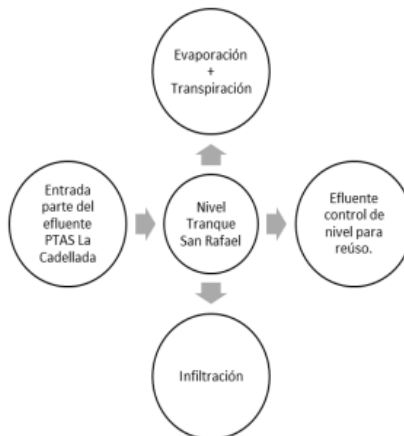 Evaporación
+
Transpiración
Entrada
parte del
efluente
PTAS La
Cadellada
Nivel
Tranque
San Rafael
Efluente
control de
nivel para
reúso.
Infiltración